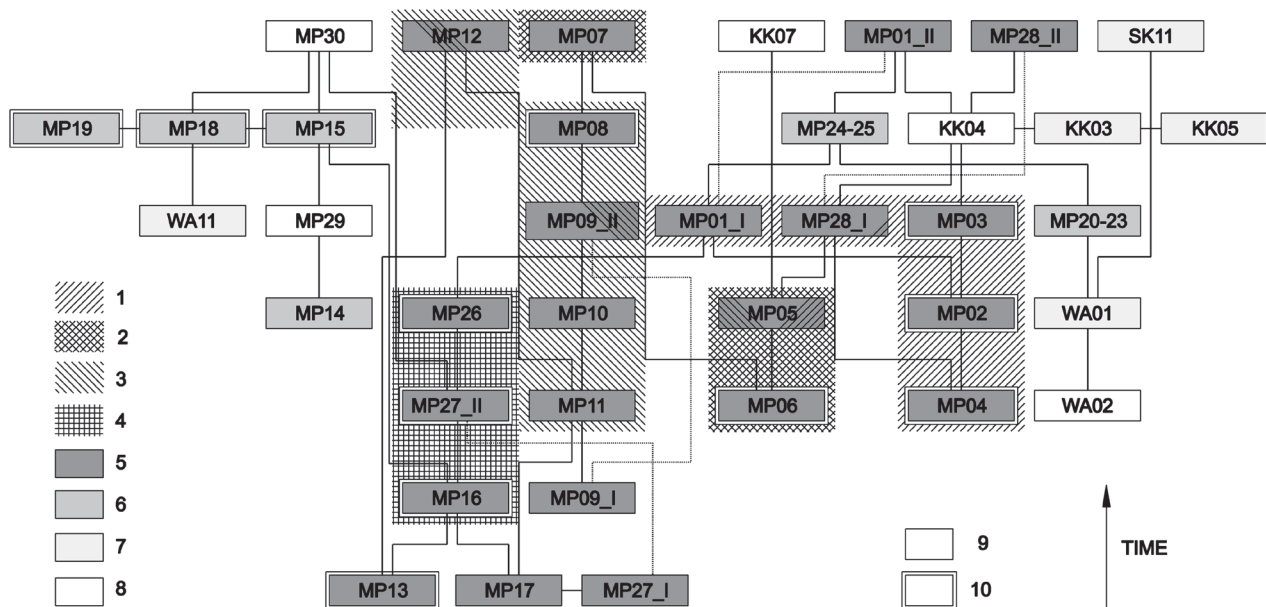 MP30 MP12 MP07 KK07 MP01_II MP28_II SK11
MP19 MP18 MP15 MP08 MP24-25 KK04 KK03 KK05
WA11 MP29 MP09_II MP01_I MP28_I MP03 MP20-23
1 MP14 MP26 MP10 MP05 MP02 WA01
2
3
MP27_II MP11 MP06 MP04 WA02
4
5
6 MP16 MP09_I
7 9 TIME
8 MP13 MP17 MP27_I 10